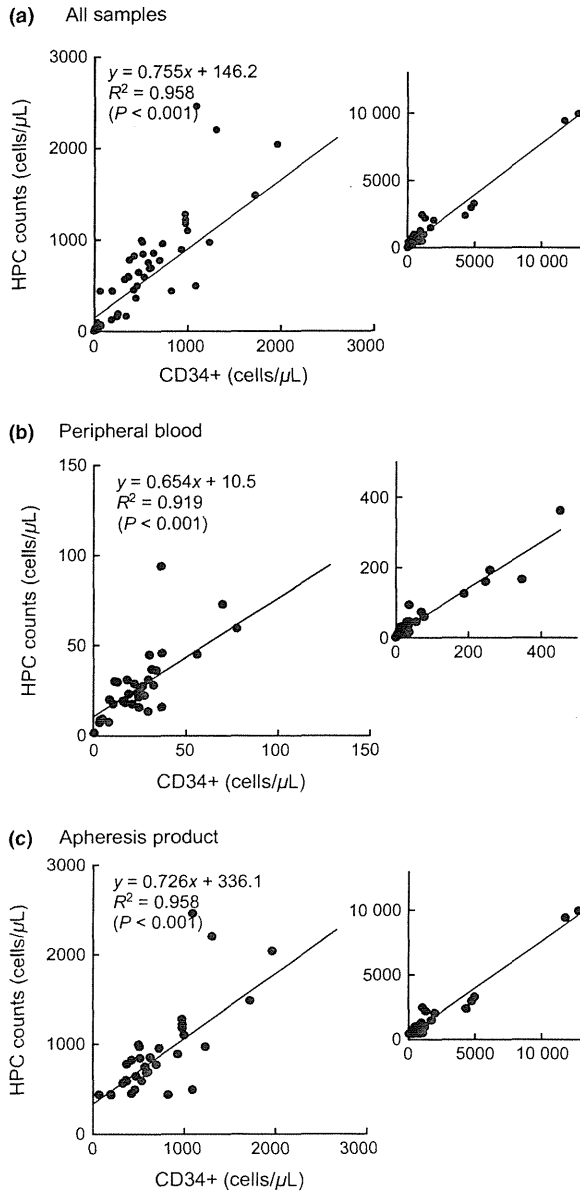 (a) All samples
3000
2000
1000
0
HPC counts (cells/µL)
y = 0.755x + 146.2
R² = 0.958
(P < 0.001)
0 1000 2000 3000
CD34+ (cells/µL)
10 000
5000
0
0 5000 10 000
(b) Peripheral blood
150
100
50
0
HPC counts (cells/µL)
y = 0.654x + 10.5
R² = 0.919
(P < 0.001)
0 50 100 150
CD34+ (cells/µL)
400
200
0
0 200 400
(c) Apheresis product
3000
2000
1000
0
HPC counts (cells/µL)
y = 0.726x + 336.1
R² = 0.958
(P < 0.001)
0 1000 2000 3000
CD34+ (cells/µL)
10 000
5000
0
0 5000 10 000